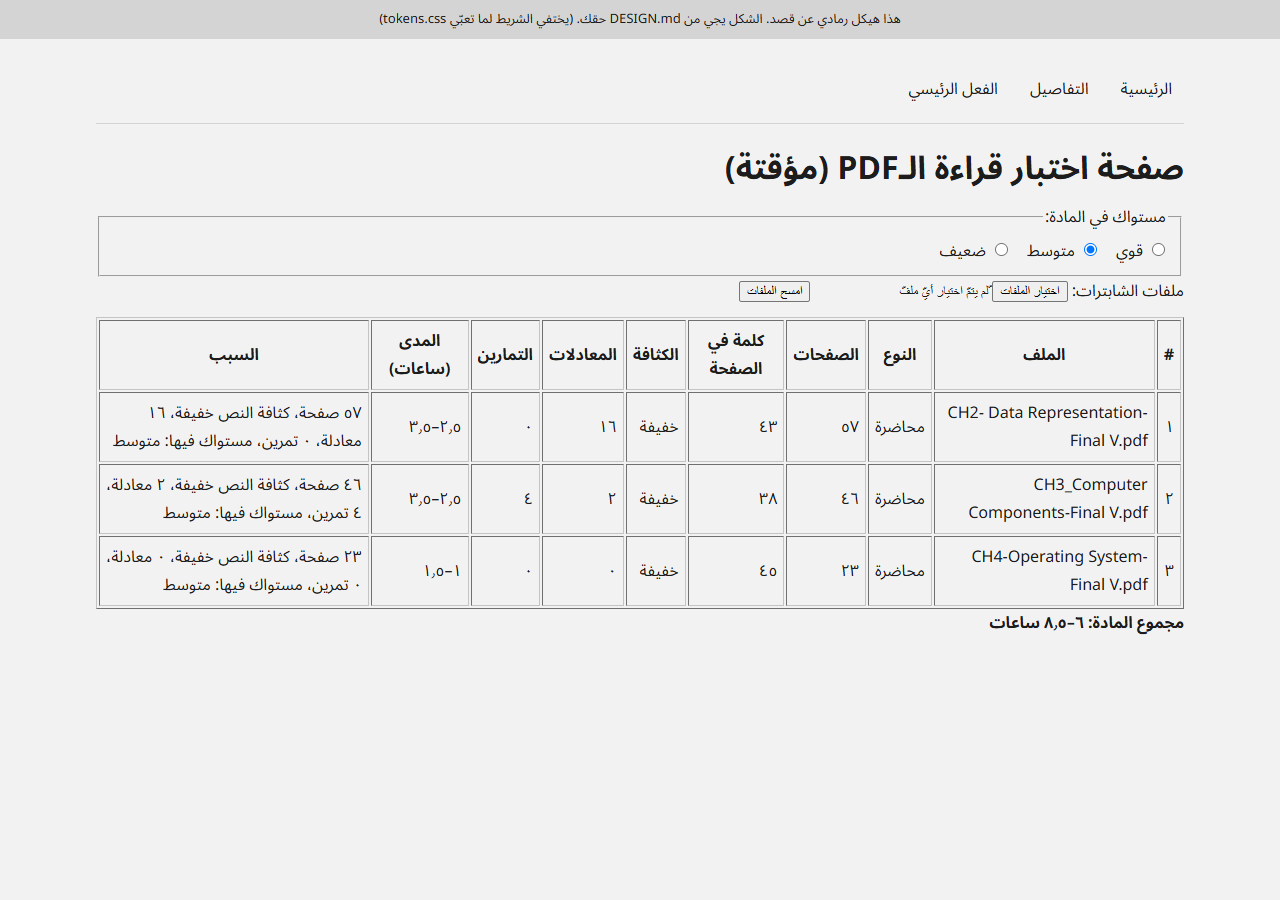 هذا هيكل رمادي عن قصد. الشكل يجي من DESIGN.md حقك. (يختفي الشريط لما تعبّي tokens.css)
الرئيسية التفاصيل الفعل الرئيسي
صفحة اختبار قراءة الـPDF (مؤقتة)
مستواك في المادة:
قوي متوسط ضعيف
ملفات الشابترات: اختيار الملفات لم يتمّ اختيار أيّ ملفّ امسح الملفات
# الملف النوع الصفحات كلمة في الصفحة الكثافة المعادلات التمارين المدى (ساعات) السبب
١ CH2- Data Representation-Final V.pdf محاضرة ٥٧ ٤٣ خفيفة ١٦ ٠ ٢٫٥–٣٫٥ ٥٧ صفحة، كثافة النص خفيفة، ١٦ معادلة، ٠ تمرين، مستواك فيها: متوسط
٢ CH3_Computer Components-Final V.pdf محاضرة ٤٦ ٣٨ خفيفة ٢ ٤ ٢٫٥–٣٫٥ ٤٦ صفحة، كثافة النص خفيفة، ٢ معادلة، ٤ تمرين، مستواك فيها: متوسط
٣ CH4-Operating System-Final V.pdf محاضرة ٢٣ ٤٥ خفيفة ٠ ٠ ١–١٫٥ ٢٣ صفحة، كثافة النص خفيفة، ٠ معادلة، ٠ تمرين، مستواك فيها: متوسط
مجموع المادة: ٦–٨٫٥ ساعات